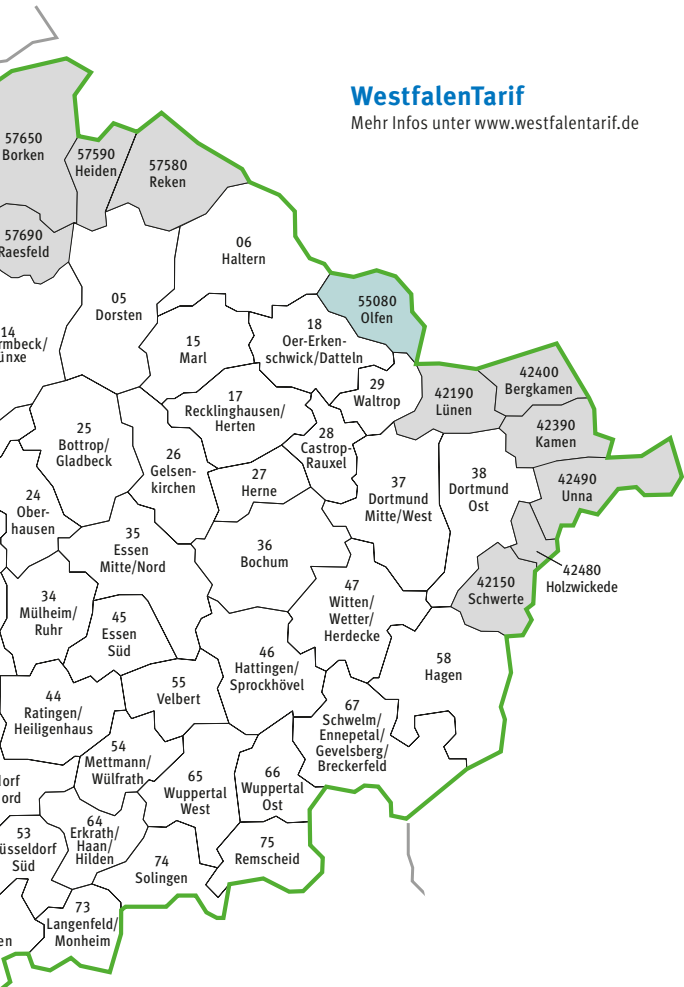 WestfalenTarif
Mehr Infos unter www.westfalentarif.de
57650
Borken
57590
Heiden
57580
Reken
57690
Raesfeld
06
Haltern
05
Dorsten
55080
Olfen
14
15
Marl
18
Oer-Erken-
schwick/Datteln
29
Waltrop
42190
Lünen
42400
Bergkamen
42390
Kamen
42490
Unna
17
Recklinghausen/
Herten
25
Bottrop/
Gladbeck
26
Gelsen-
kirchen
28
Castrop-
Rauxel
27
Herne
37
Dortmund
Mitte/West
38
Dortmund
Ost
24
Ober-
hausen
35
Essen
Mitte/Nord
36
Bochum
42480
Holzwickede
42150
Schwerte
34
Mülheim/
Ruhr
45
Essen
Süd
47
Witten/
Wetter/
Herdecke
46
Hattingen/
Sprockhövel
58
Hagen
44
Ratingen/
Heiligenhaus
55
Velbert
67
Schwelm/
Ennepetal/
Gevelsberg/
Breckerfeld
54
Mettmann/
Wülfrath
65
Wuppertal
West
66
Wuppertal
Ost
53
Süd
64
Erkrath/
Haan/
Hilden
74
Solingen
75
Remscheid
73
Langenfeld/
Monheim